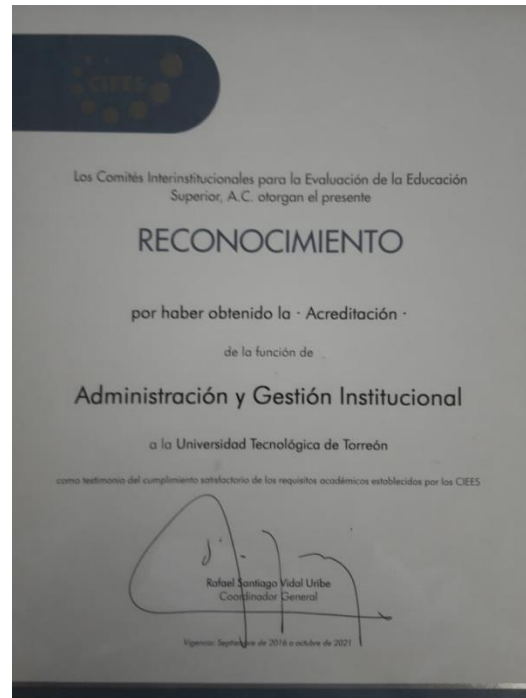 CIEES
Los Comités Interinstitucionales para la Evaluación de la Educación
Superior, A.C. otorgan el presente
RECONOCIMIENTO
por haber obtenido la · Acreditación ·
de la función de
Administración y Gestión Institucional
a la Universidad Tecnológica de Torreón
como testimonio del cumplimiento satisfactorio de los requisitos académicos establecidos por los CIEES
Rafael Santiago Vidal Uribe
Coordinador General
Vigencia: Septiembre de 2016 a octubre de 2021